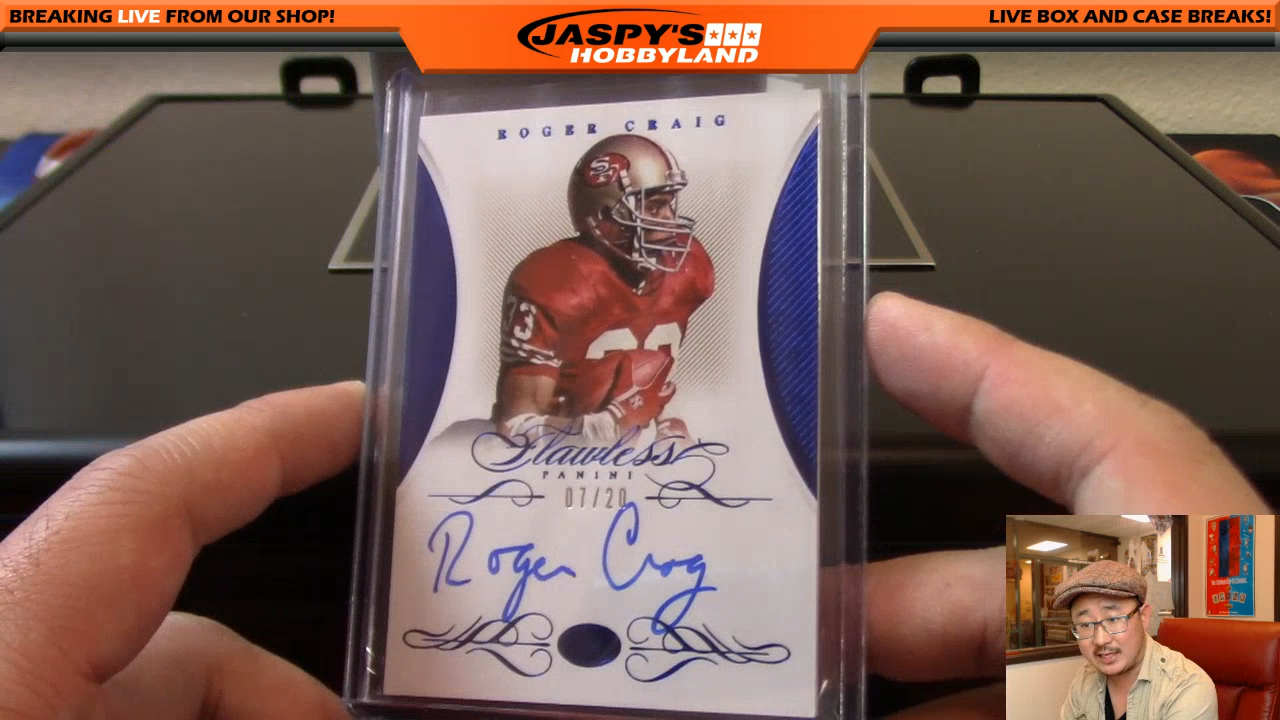 BREAKING LIVE FROM OUR SHOP!
JASPY'S
HOBBYLAND
LIVE BOX AND CASE BREAKS!
ROGER CRAIG
SF
33
Flawless
PANINI
07/20
Roger Craig